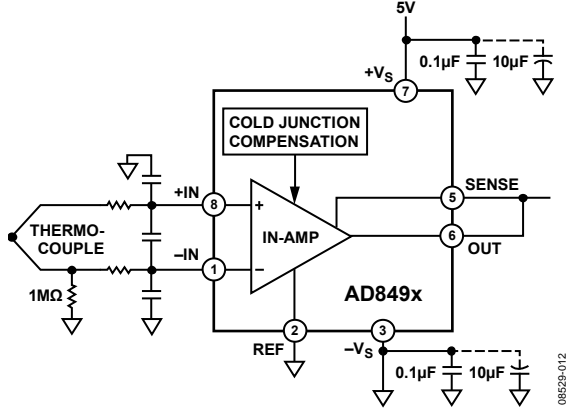 5V
0.1µF 10µF
+VS
7
COLD JUNCTION
COMPENSATION
+IN
8
+
THERMO-
COUPLE
IN-AMP
5
SENSE
6
OUT
–IN
1
–
1MΩ
AD849x
2
3
REF
–VS
0.1µF 10µF
08529-012